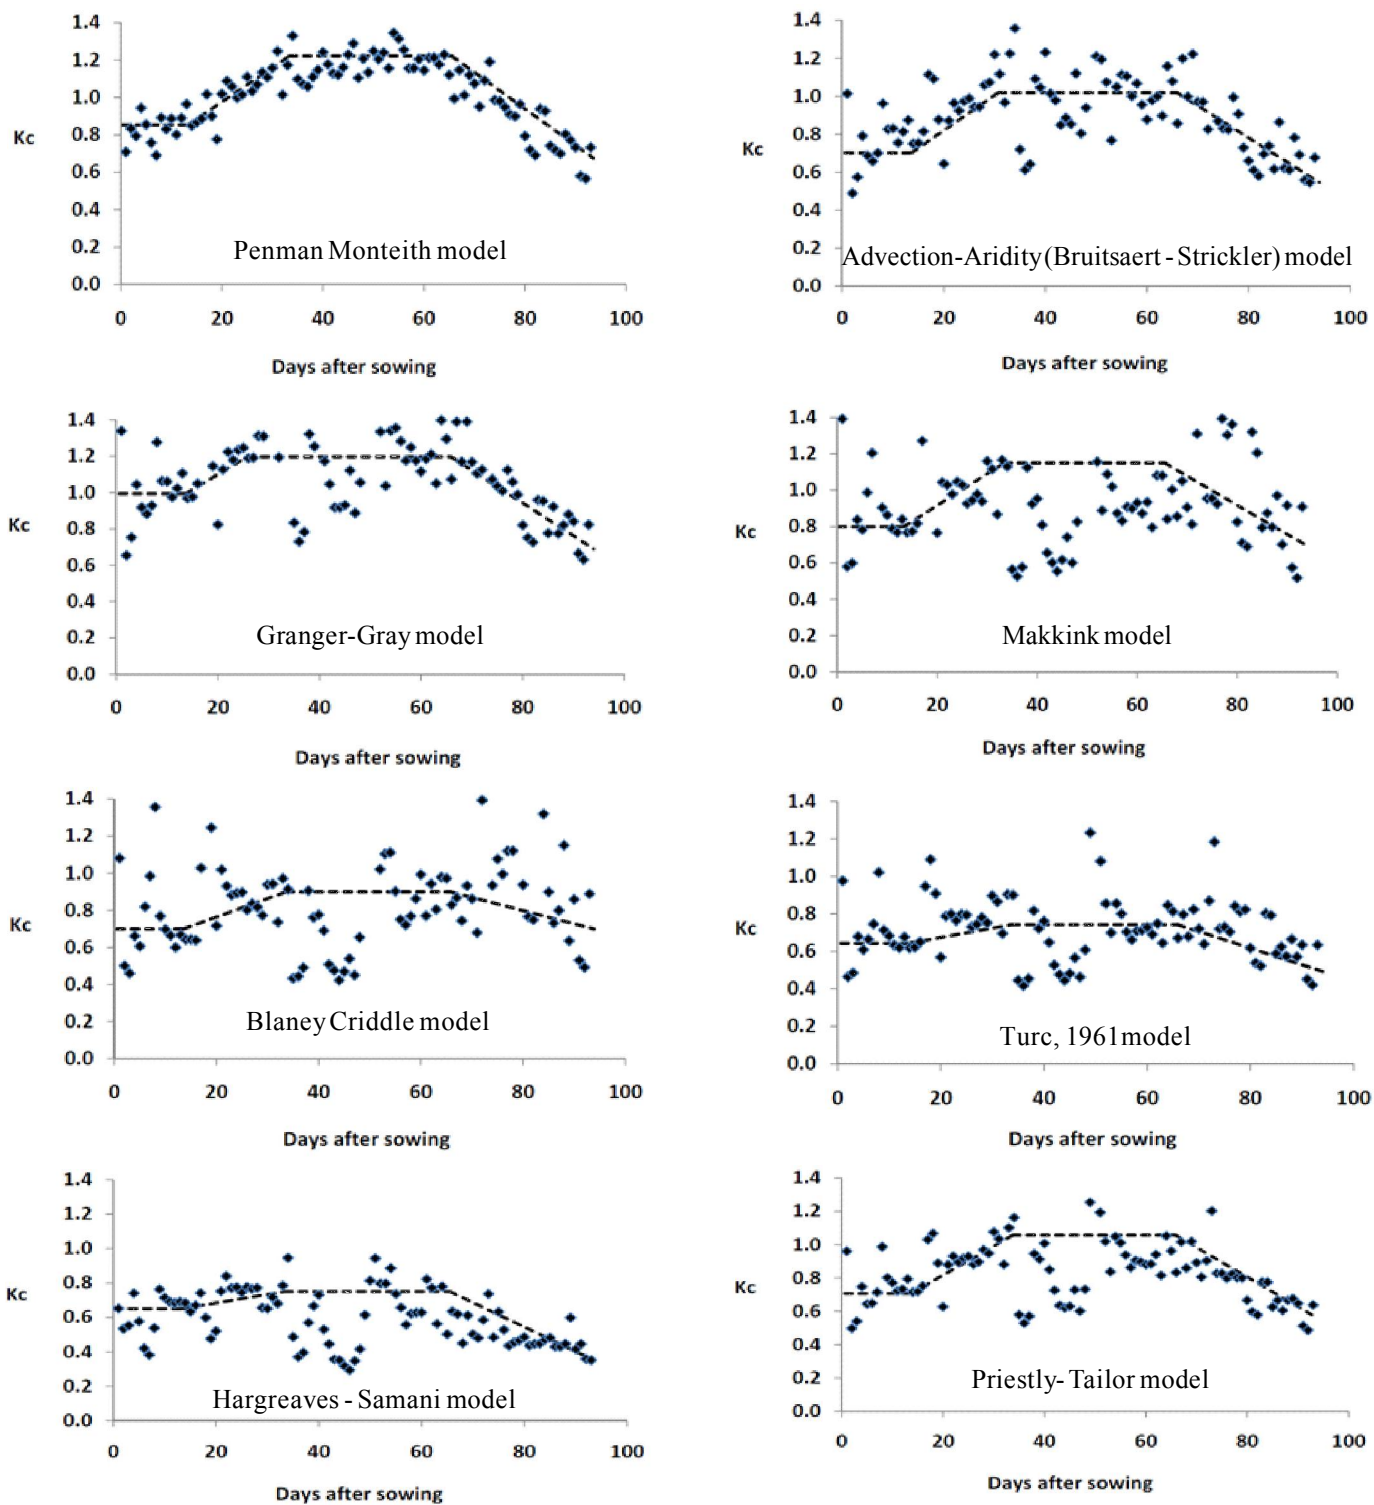 1.4
1.2
1.0
0.8
0.6
0.4
0.2
0.0
Kc
Penman Monteith model
0 20 40 60 80 100
Days after sowing
1.4
1.2
1.0
0.8
0.6
0.4
0.2
0.0
Kc
Advection-Aridity (Bruitsaert - Strickler) model
0 20 40 60 80 100
Days after sowing
1.4
1.2
1.0
0.8
0.6
0.4
0.2
0.0
Kc
Granger-Gray model
0 20 40 60 80 100
Days after sowing
1.4
1.2
1.0
0.8
0.6
0.4
0.2
0.0
Kc
Makkink model
0 20 40 60 80 100
Days after sowing
1.4
1.2
1.0
0.8
0.6
0.4
0.2
0.0
Kc
Blaney Criddle model
0 20 40 60 80 100
Days after sowing
1.4
1.2
1.0
0.8
0.6
0.4
0.2
0.0
Kc
Turc, 1961 model
0 20 40 60 80 100
Days after sowing
1.4
1.2
1.0
0.8
0.6
0.4
0.2
0.0
Kc
Hargreaves - Samani model
0 20 40 60 80 100
Days after sowing
1.4
1.2
1.0
0.8
0.6
0.4
0.2
0.0
Kc
Priestly- Tailor model
0 20 40 60 80 100
Days after sowing